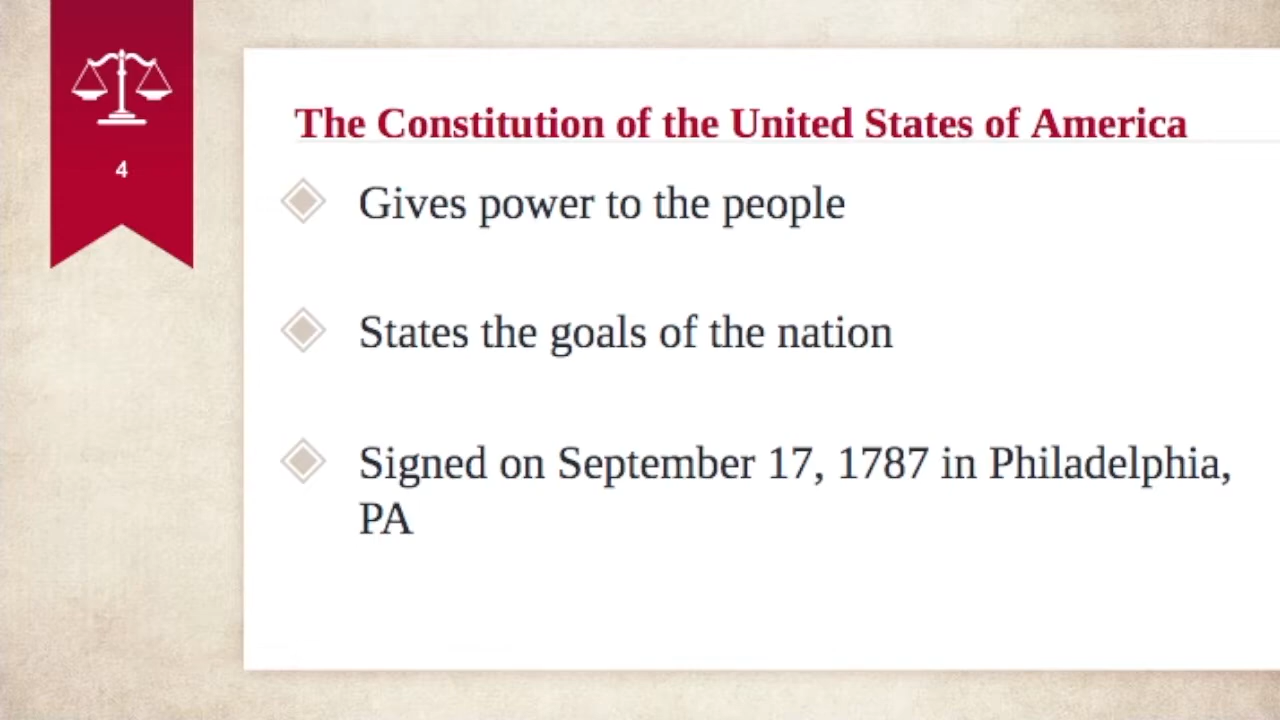 4
The Constitution of the United States of America
Gives power to the people
States the goals of the nation
Signed on September 17, 1787 in Philadelphia,
PA